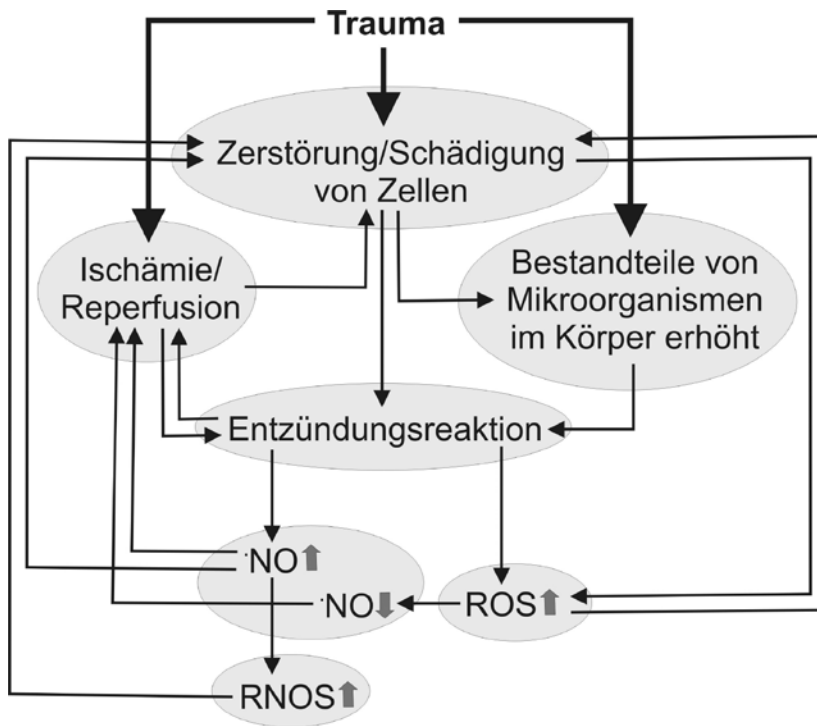 Trauma
Zerstörung/Schädigung
von Zellen
Ischämie/
Reperfusion
Bestandteile von
Mikroorganismen
im Körper erhöht
Entzündungsreaktion
·NO⬆
·NO⬇
ROS⬆
RNOS⬆